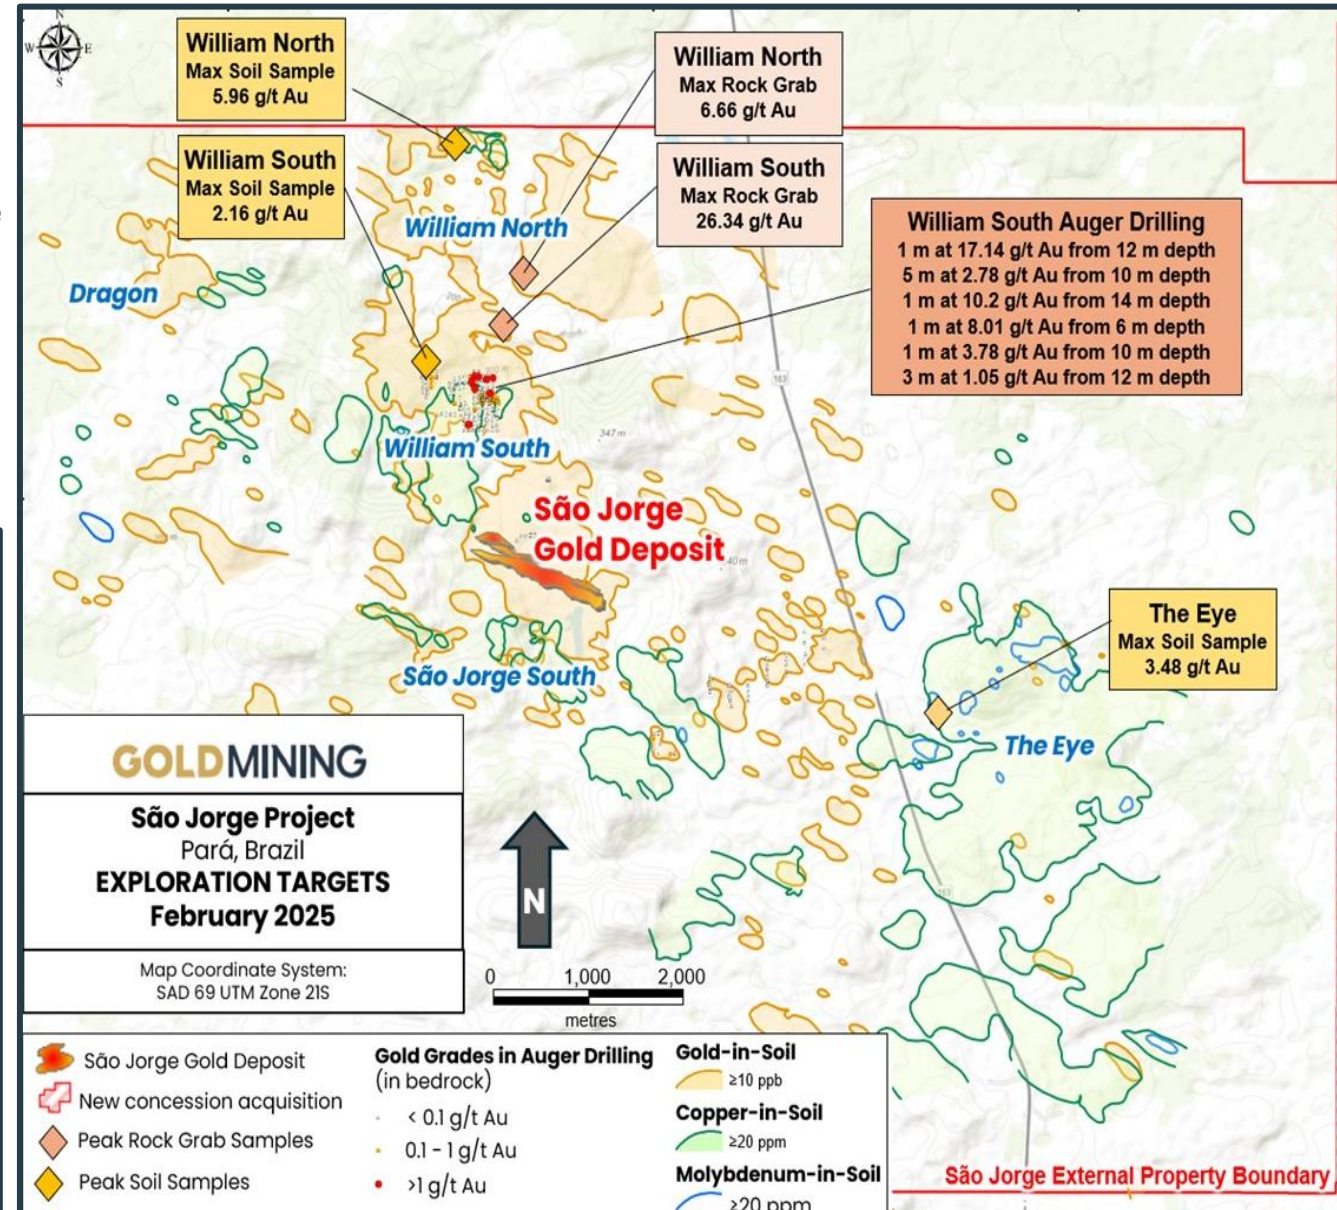 N
W
E
S
William North
Max Soil Sample
5.96 g/t Au
William North
Max Rock Grab
6.66 g/t Au
William South
Max Soil Sample
2.16 g/t Au
William South
Max Rock Grab
26.34 g/t Au
William South Auger Drilling
1 m at 17.14 g/t Au from 12 m depth
5 m at 2.78 g/t Au from 10 m depth
1 m at 10.2 g/t Au from 14 m depth
1 m at 8.01 g/t Au from 6 m depth
1 m at 3.78 g/t Au from 10 m depth
3 m at 1.05 g/t Au from 12 m depth
William North
Dragon
163
347 m
William South
São Jorge
Gold Deposit
40 m
The Eye
Max Soil Sample
3.48 g/t Au
São Jorge South
The Eye
163
GOLDMINING
São Jorge Project
Pará, Brazil
EXPLORATION TARGETS
February 2025
Map Coordinate System:
SAD 69 UTM Zone 21S
N
0 1,000 2,000
metres
São Jorge Gold Deposit
New concession acquisition
Peak Rock Grab Samples
Peak Soil Samples
Gold Grades in Auger Drilling
(in bedrock)
< 0.1 g/t Au
0.1 - 1 g/t Au
>1 g/t Au
Gold-in-Soil
≥10 ppb
Copper-in-Soil
≥20 ppm
Molybdenum-in-Soil
≥20 ppm
São Jorge External Property Boundary